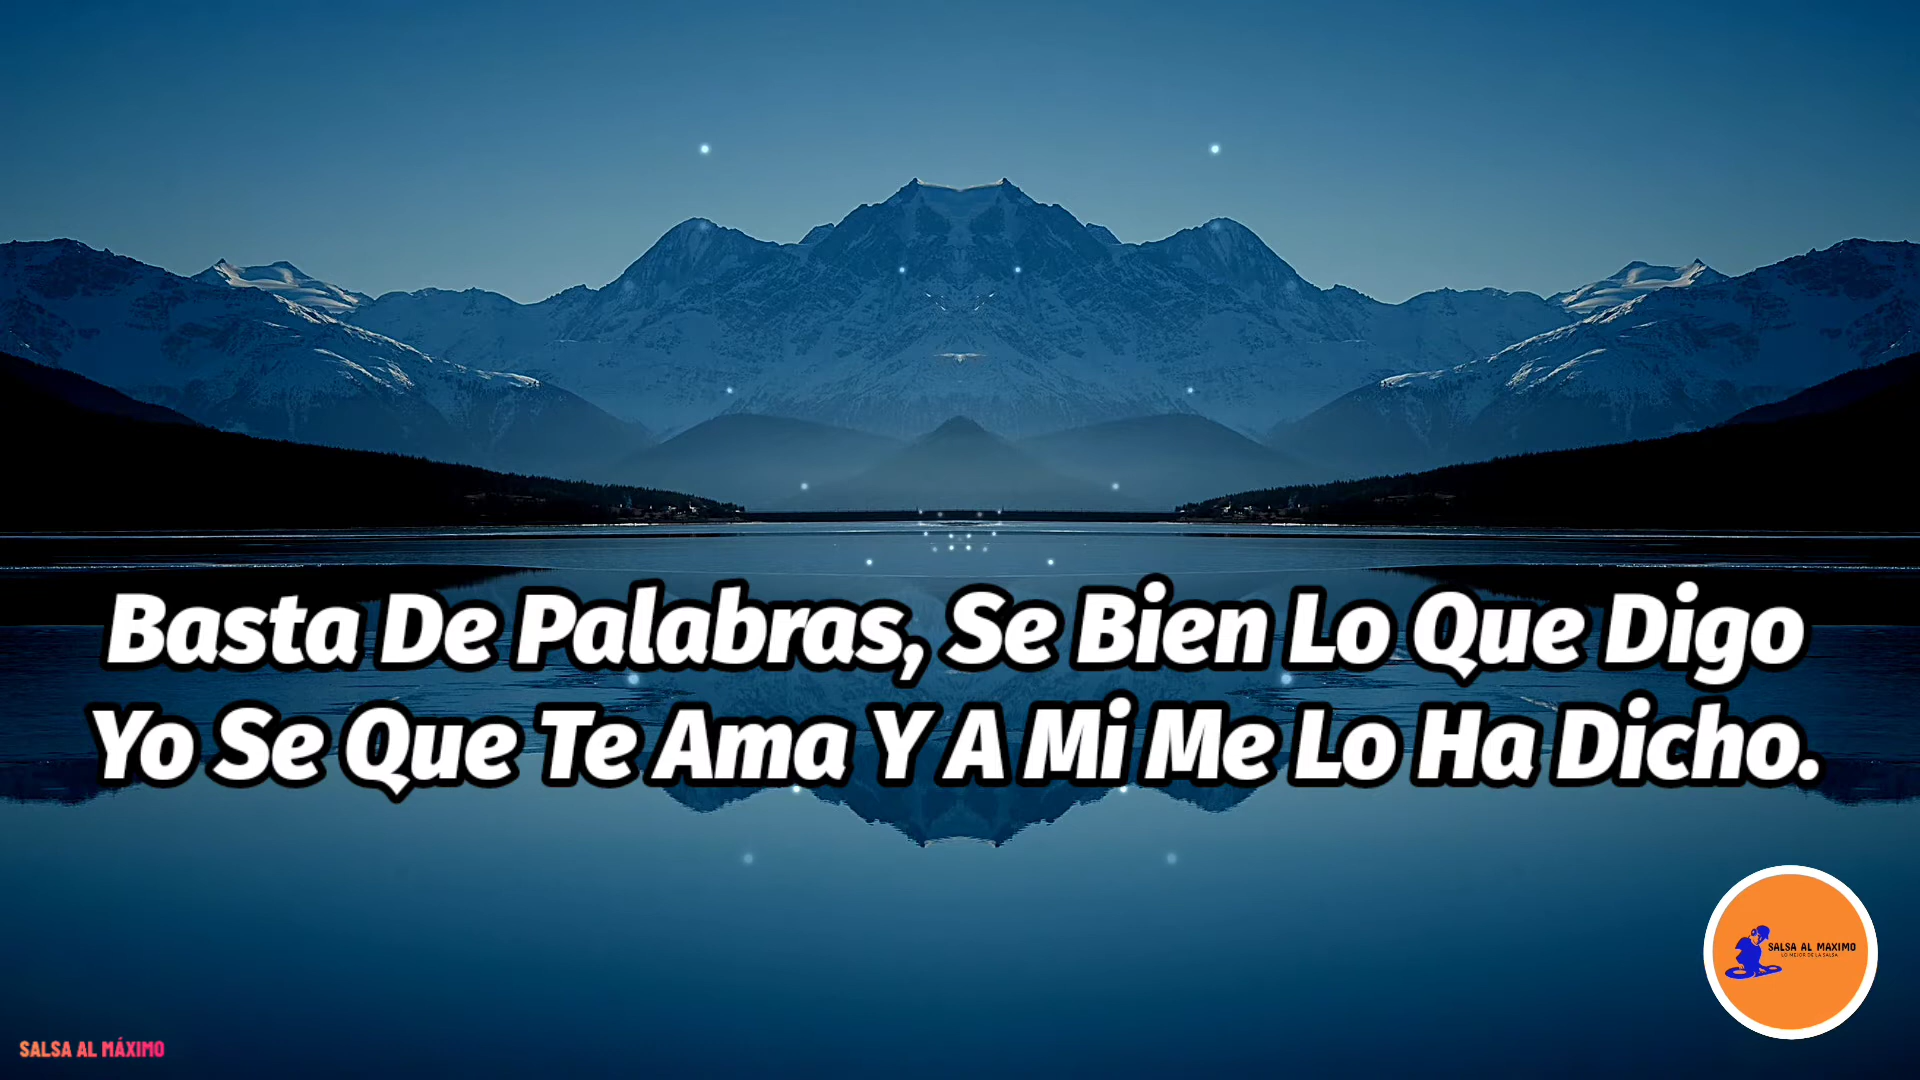 Basta De Palabras, Se Bien Lo Que Digo
Yo Se Que Te Ama Y A Mi Me Lo Ha Dicho.
SALSA AL MAXIMO
LO MEJOR DE LA SALSA
SALSA AL MÁXIMO